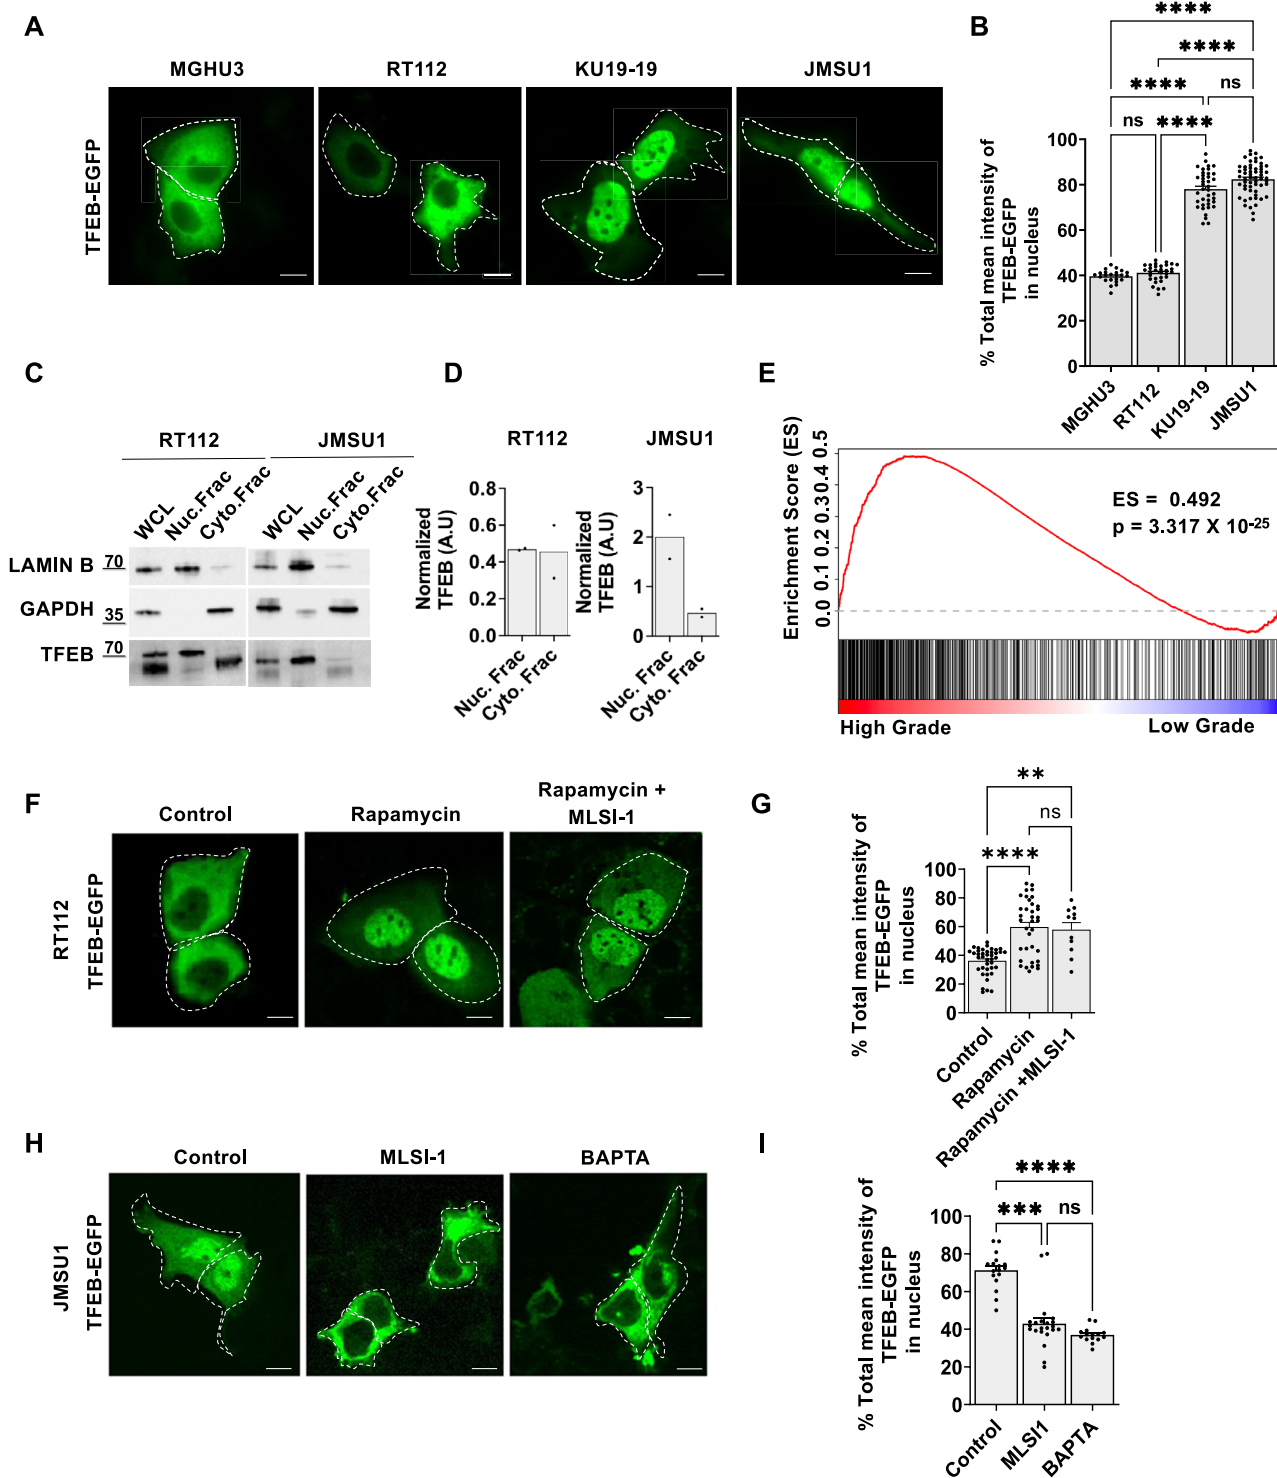 A
MGHU3
RT112
KU19-19
JMSU1
TFEB-EGFP
B
****
****
****
ns
ns
****
% Total mean intensity of
TFEB-EGFP
in nucleus
100
80
60
40
20
0
MGHU3
RT112
KU19-19
JMSU1
C
RT112
JMSU1
WCL
Nuc.Frac
Cyto.Frac
WCL
Nuc.Frac
Cyto.Frac
LAMIN B
70
GAPDH
35
TFEB
70
D
RT112
JMSU1
Normalized
TFEB (A.U)
0.8
0.6
0.4
0.2
0.0
Nuc. Frac
Cyto. Frac
Normalized
TFEB (A.U)
3
2
1
0
Nuc. Frac
Cyto. Frac
E
Enrichment Score (ES)
0.0 0.1 0.2 0.3 0.4 0.5
ES = 0.492
p = 3.317 X 10-25
High Grade
Low Grade
F
Control
Rapamycin
Rapamycin +
MLSI-1
RT112
TFEB-EGFP
G
**
ns
****
% Total mean intensity of
TFEB-EGFP
in nucleus
100
80
60
40
20
0
Control
Rapamycin
Rapamycin +MLSI-1
H
Control
MLSI-1
BAPTA
JMSU1
TFEB-EGFP
I
****
***
ns
% Total mean intensity of
TFEB-EGFP
in nucleus
100
80
60
40
20
0
Control
MLSI1
BAPTA